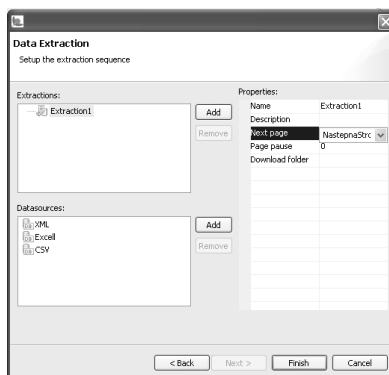 Data Extraction
Setup the extraction sequence
Extractions:
Extraction1
Add
Remove
Datasources:
XML
Excell
CSV
Add
Remove
Properties:
Name Extraction1
Description
Next page NastepnaStrc
Page pause 0
Download folder
< Back Next > Finish Cancel